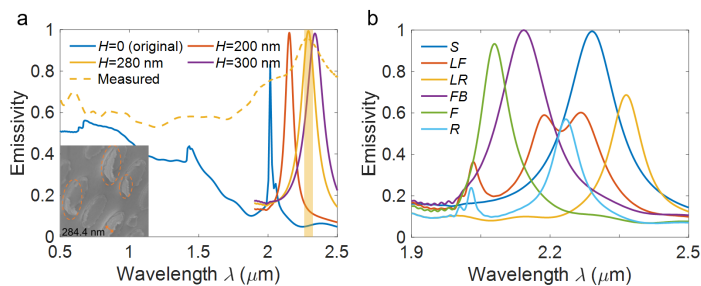 a
H=0 (original)
H=200 nm
H=280 nm
H=300 nm
Measured
Emissivity
1
0.8
0.6
0.4
0.2
0
284.4 nm
0.5
1
1.5
2
2.5
Wavelength λ (μm)
b
S
LF
LR
FB
F
R
Emissivity
1
0.8
0.6
0.4
0.2
0
1.9
2.2
2.5
Wavelength λ (μm)